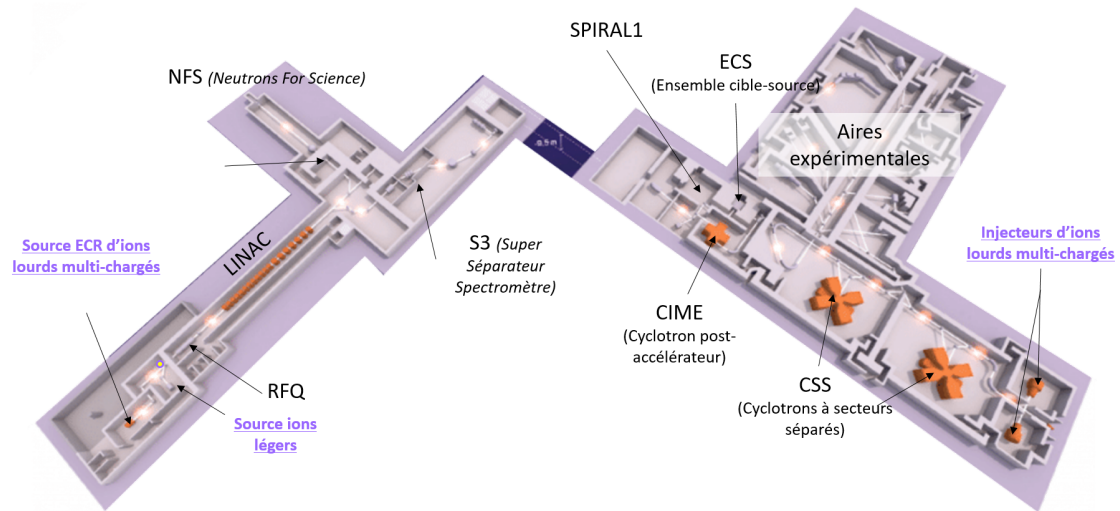 SPIRAL1
ECS
(Ensemble cible-source)
NFS (Neutrons For Science)
Aires
expérimentales
Source ECR d’ions
lourds multi-chargés
LINAC
S3 (Super
Séparateur
Spectromètre)
Injecteurs d’ions
lourds multi-chargés
CIME
(Cyclotron post-
accélérateur)
RFQ
CSS
(Cyclotrons à secteurs
séparés)
Source ions
légers